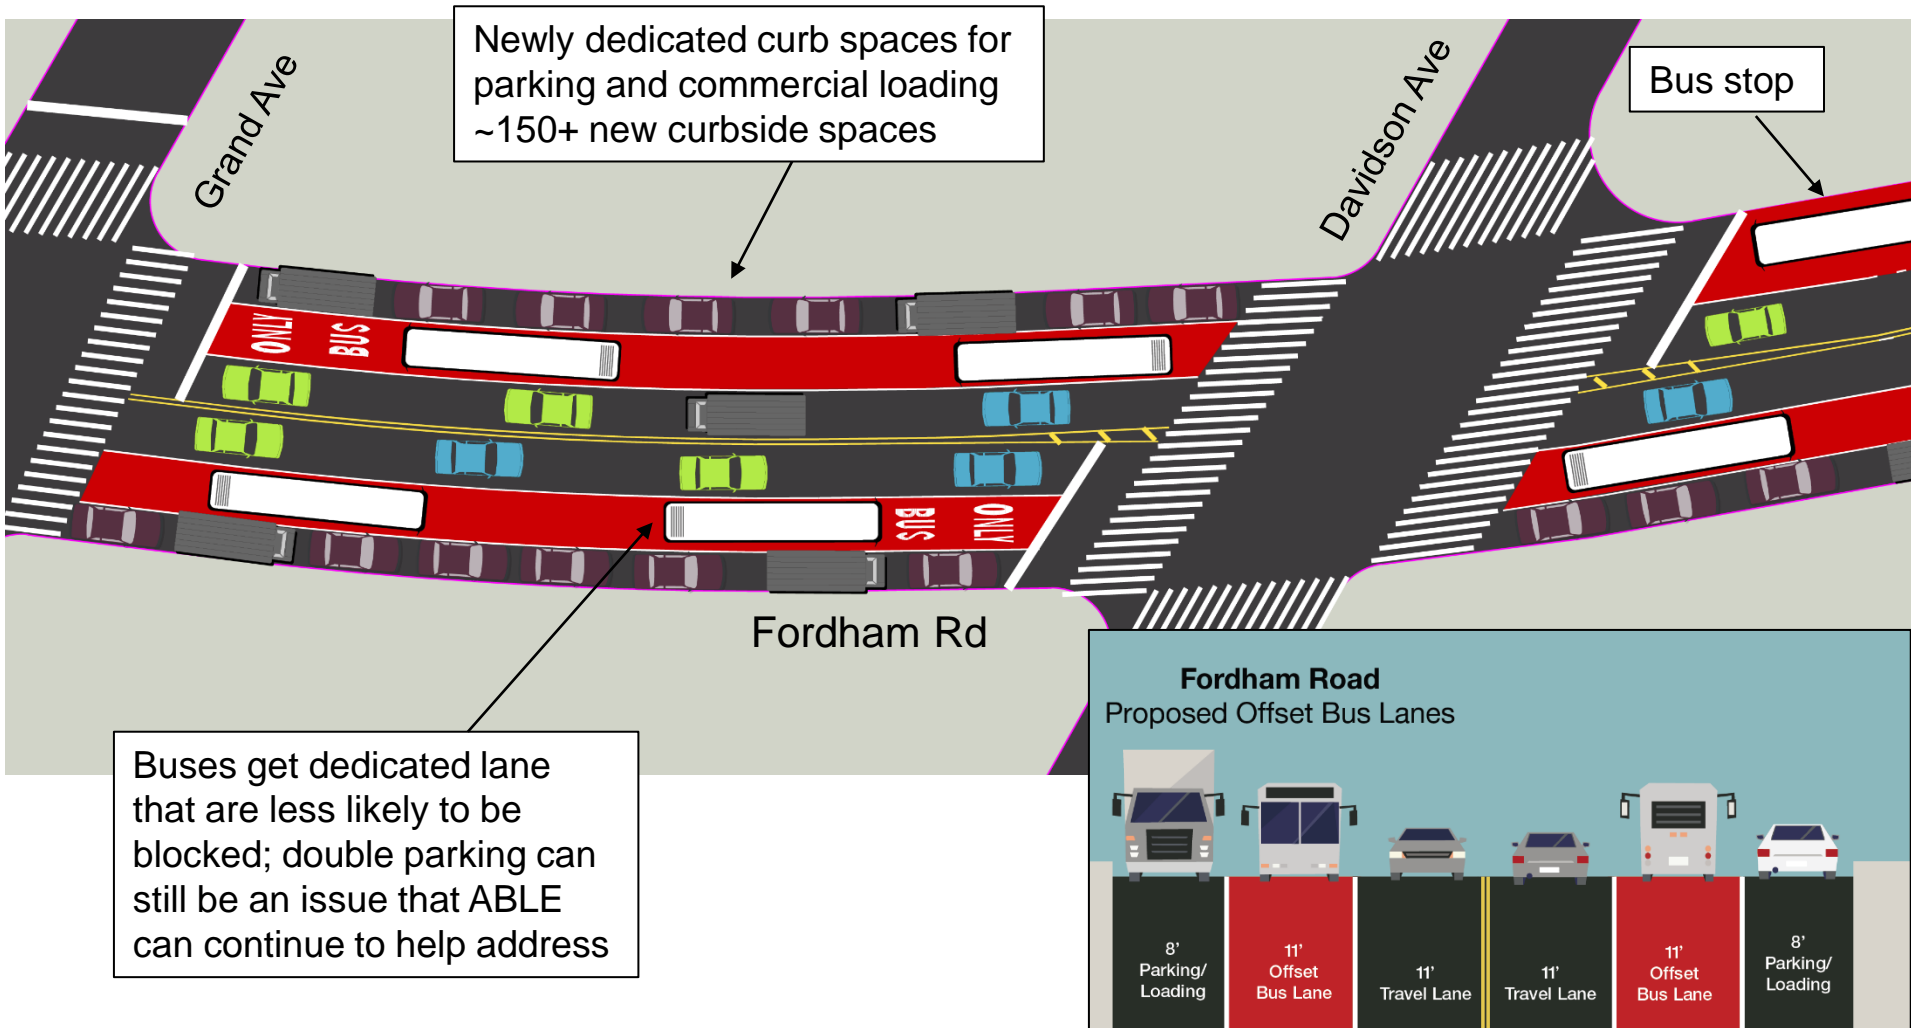 Newly dedicated curb spaces for
parking and commercial loading
~150+ new curbside spaces
Bus stop
Grand Ave
Davidson Ave
ONLY
BUS
BUS
ONLY
Fordham Rd
Buses get dedicated lane
that are less likely to be
blocked; double parking can
still be an issue that ABLE
can continue to help address
Fordham Road
Proposed Offset Bus Lanes
8’
Parking/
Loading
11’
Offset
Bus Lane
11’
Travel Lane
11’
Travel Lane
11’
Offset
Bus Lane
8’
Parking/
Loading